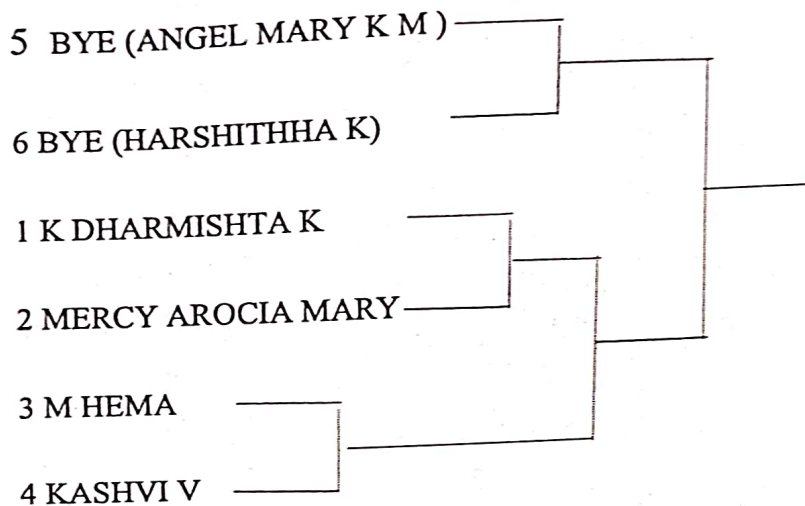 5 BYE (ANGEL MARY K M )
6 BYE (HARSHITHHA K)
1 K DHARMISHTA K
2 MERCY AROCIA MARY
3 M HEMA
4 KASHVI V